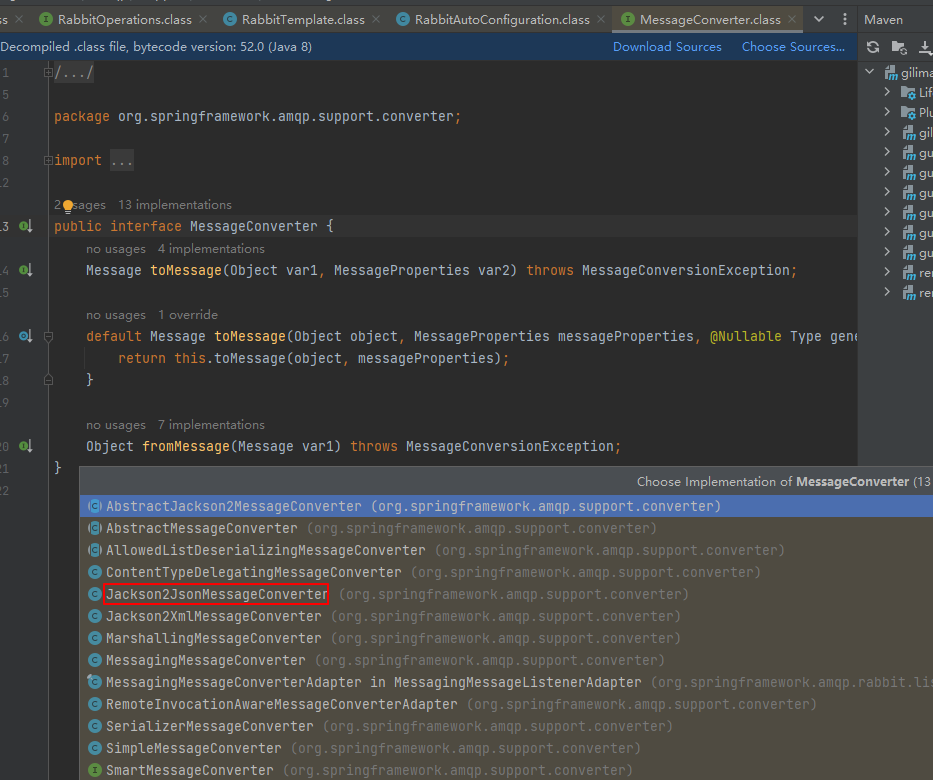 ss RabbitOperations.class RabbitTemplate.class RabbitAutoConfiguration.class MessageConverter.class Maven
Decompiled .class file, bytecode version: 52.0 (Java 8) Download Sources Choose Sources...
1 /.../
5
6 package org.springframework.amqp.support.converter;
7
8 import ...
12
2 usages 13 implementations
3 public interface MessageConverter {
no usages 4 implementations
4 Message toMessage(Object var1, MessageProperties var2) throws MessageConversionException;
5
no usages 1 override
6 default Message toMessage(Object object, MessageProperties messageProperties, @Nullable Type gene
7 return this.toMessage(object, messageProperties);
8 }
9
no usages 7 implementations
20 Object fromMessage(Message var1) throws MessageConversionException;
21 }
22
Choose Implementation of MessageConverter (13
AbstractJackson2MessageConverter (org.springframework.amqp.support.converter)
AbstractMessageConverter (org.springframework.amqp.support.converter)
AllowedListDeserializingMessageConverter (org.springframework.amqp.support.converter)
ContentTypeDelegatingMessageConverter (org.springframework.amqp.support.converter)
Jackson2JsonMessageConverter (org.springframework.amqp.support.converter)
Jackson2XmlMessageConverter (org.springframework.amqp.support.converter)
MarshallingMessageConverter (org.springframework.amqp.support.converter)
MessagingMessageConverter (org.springframework.amqp.support.converter)
MessagingMessageConverterAdapter in MessagingMessageListenerAdapter (org.springframework.amqp.rabbit.lis
RemoteInvocationAwareMessageConverterAdapter (org.springframework.amqp.support.converter)
SerializerMessageConverter (org.springframework.amqp.support.converter)
SimpleMessageConverter (org.springframework.amqp.support.converter)
SmartMessageConverter (org.springframework.amqp.support.converter)
gilima
Lif
Plu
gil
gu
gu
gu
gu
gu
gu
rer
rer